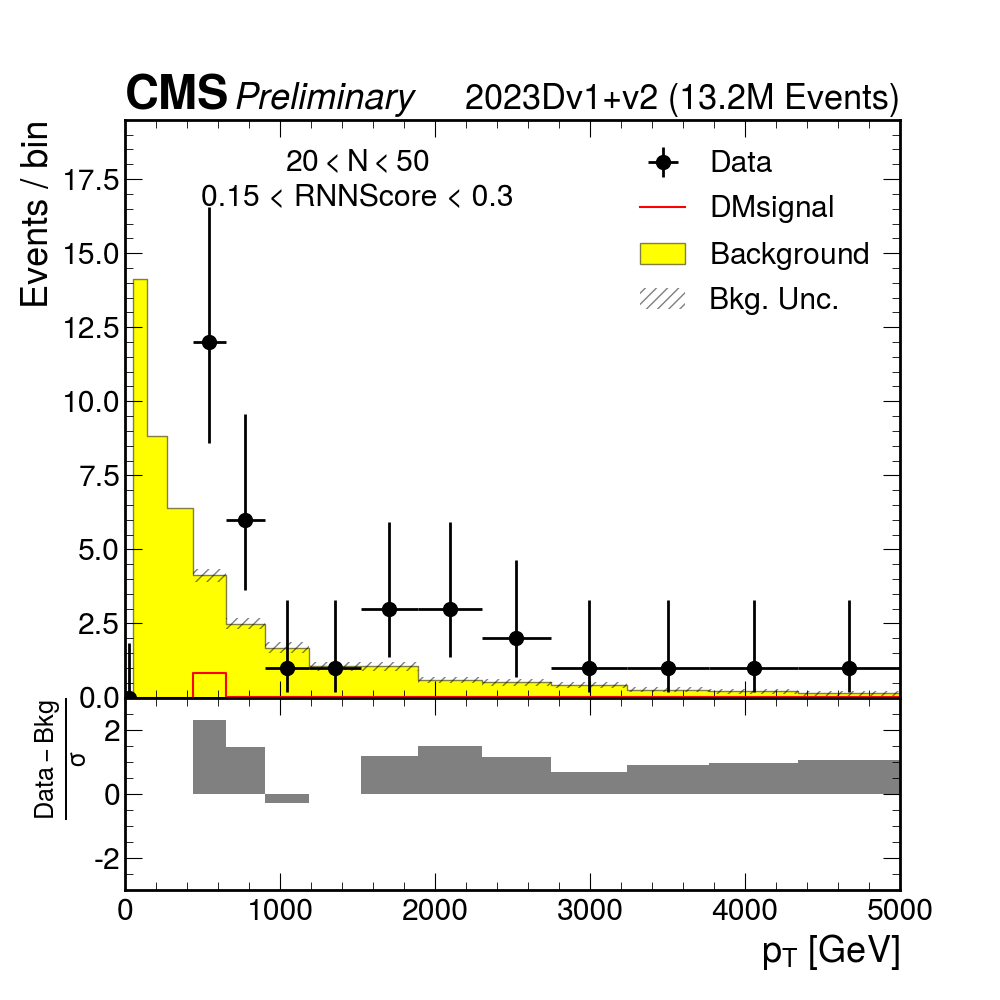 CMS Preliminary 2023Dv1+v2 (13.2M Events)
Events / bin
20 < N < 50
0.15 < RNNScore < 0.3
Data
DMsignal
Background
Bkg. Unc.
17.5
15.0
12.5
10.0
7.5
5.0
2.5
0.0
Data – Bkg
σ
2
0
-2
0 1000 2000 3000 4000 5000
pT [GeV]